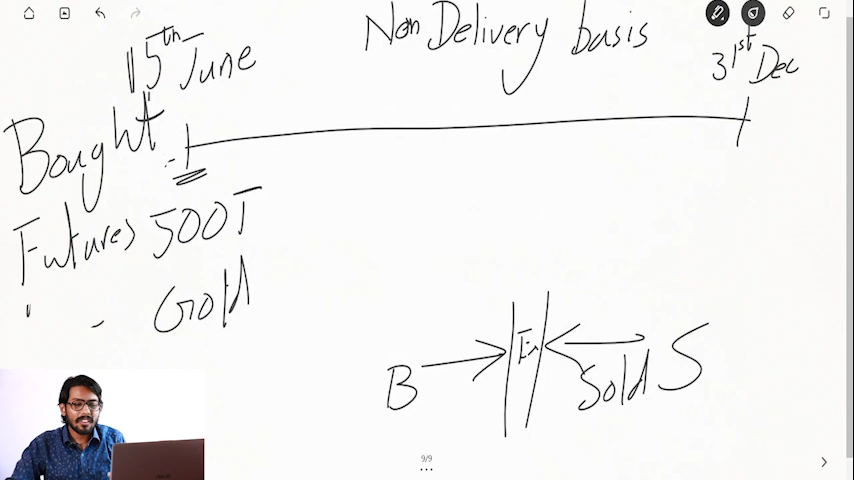 Non Delivery basis
15th June
31st Dec
Bought
Futures 500T
" - Gold
B
Ex
Sold S
9/9